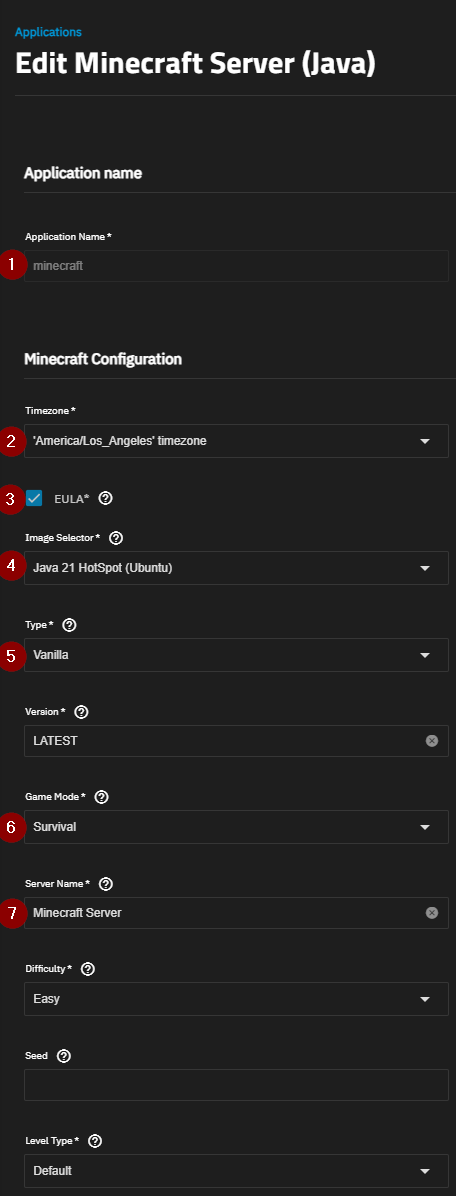 Applications
Edit Minecraft Server (Java)
Application name
Application Name *
1
minecraft
Minecraft Configuration
Timezone *
2
'America/Los_Angeles' timezone
3
EULA*
Image Selector *
4
Java 21 HotSpot (Ubuntu)
Type *
5
Vanilla
Version *
LATEST
Game Mode *
6
Survival
Server Name *
7
Minecraft Server
Difficulty *
Easy
Seed
Level Type *
Default